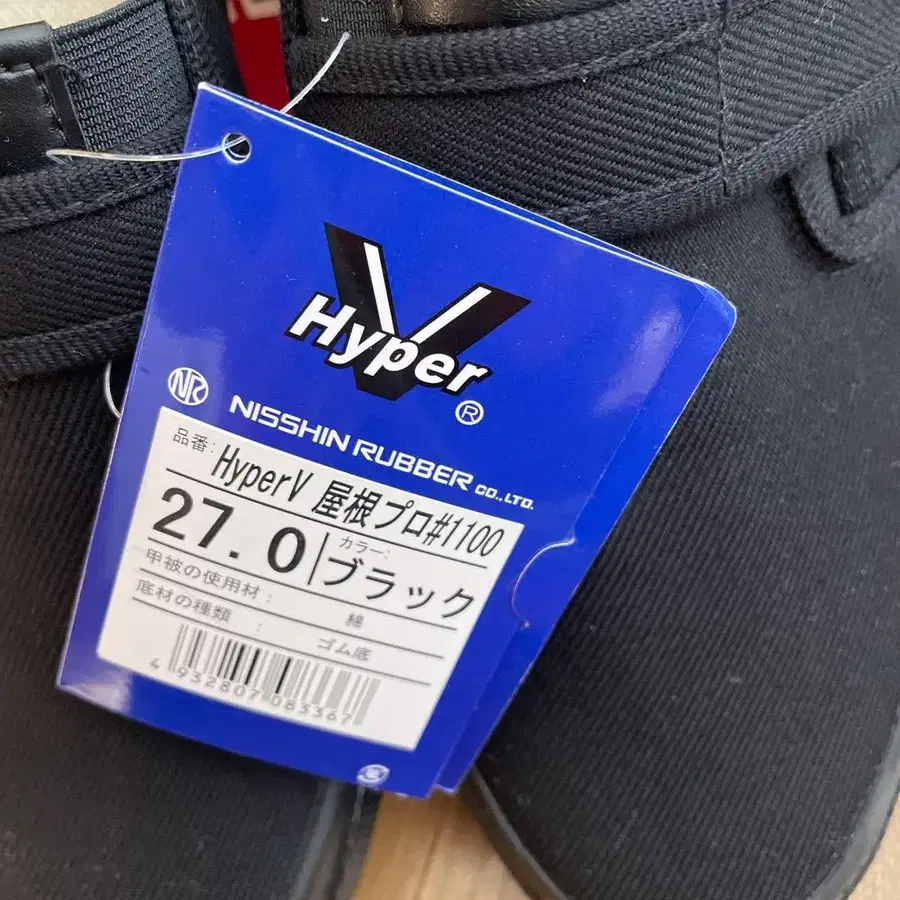 Hyper V ®
NR NISSHIN RUBBER CO.,LTD.
品番: HyperV 屋根プロ#1100
27.0 カラー: ブラック
甲被の使用材: 綿
底材の種類: ゴム底
4 932807 083367